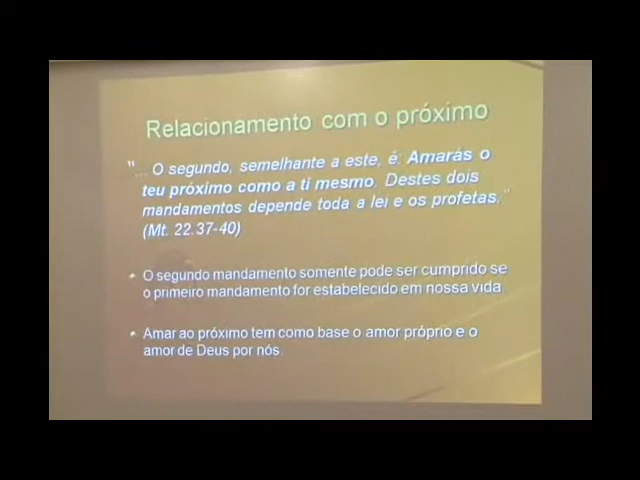 Relacionamento com o próximo
"... O segundo, semelhante a este, é: Amarás o
teu próximo como a ti mesmo. Destes dois
mandamentos depende toda a lei e os profetas."
(Mt. 22.37-40)
O segundo mandamento somente pode ser cumprido se
o primeiro mandamento for estabelecido em nossa vida.
Amar ao próximo tem como base o amor próprio e o
amor de Deus por nós.